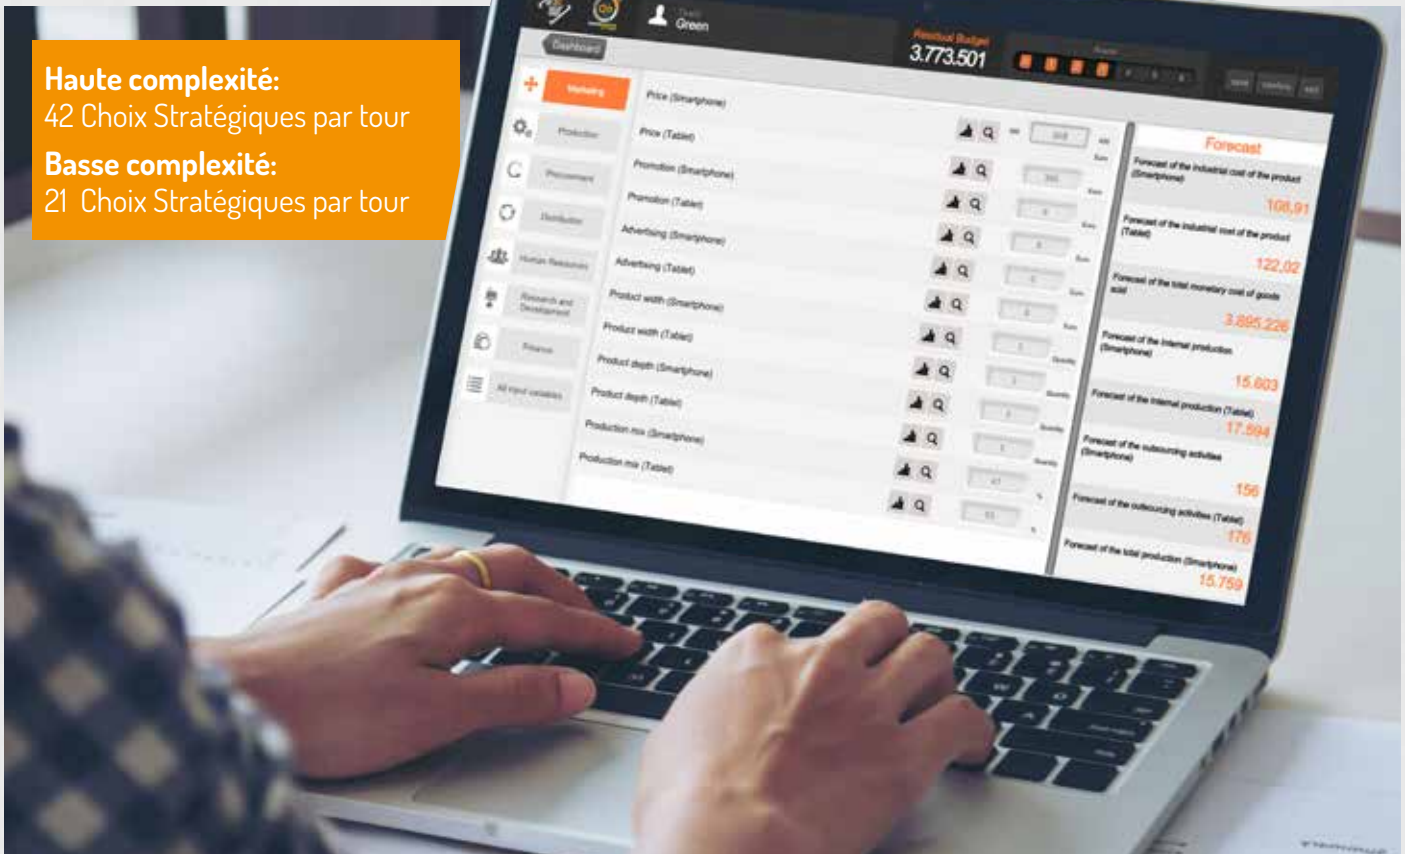 Haute complexité:
42 Choix Stratégiques par tour
Basse complexité:
21 Choix Stratégiques par tour
Green
Residual Budget
3.773.501
Dashboard
Marketing
Production
Procurement
Distribution
Human Resources
Research and
Development
Finance
All input variables
Price (Smartphone)
Price (Tablet)
Promotion (Smartphone)
Promotion (Tablet)
Advertising (Smartphone)
Advertising (Tablet)
Product width (Smartphone)
Product width (Tablet)
Product depth (Smartphone)
Product depth (Tablet)
Production mix (Smartphone)
Production mix (Tablet)
Forecast
Forecast of the industrial cost of the product
(Smartphone)
108,91
Forecast of the industrial cost of the product
(Tablet)
122,02
Forecast of the total monetary cost of goods
sold
3.895.226
Forecast of the internal production
(Smartphone)
15.603
Forecast of the internal production (Tablet)
17.594
Forecast of the outsourcing activities
(Smartphone)
156
Forecast of the outsourcing activities (Tablet)
176
Forecast of the total production (Smartphone)
15.759